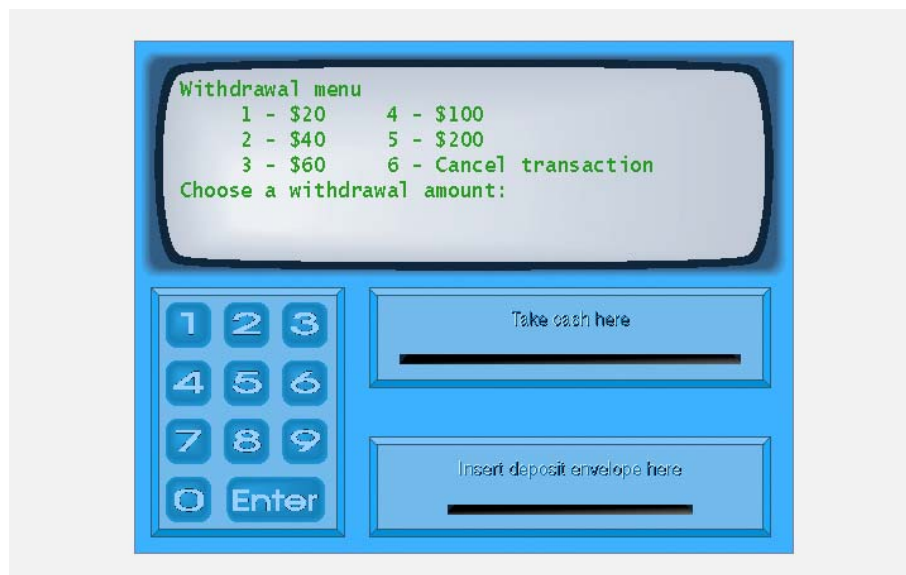 Withdrawal menu
1 - $20 4 - $100
2 - $40 5 - $200
3 - $60 6 - Cancel transaction
Choose a withdrawal amount:
1 2 3
Take cash here
4 5 6
7 8 9
Insert deposit envelope here
0 Enter